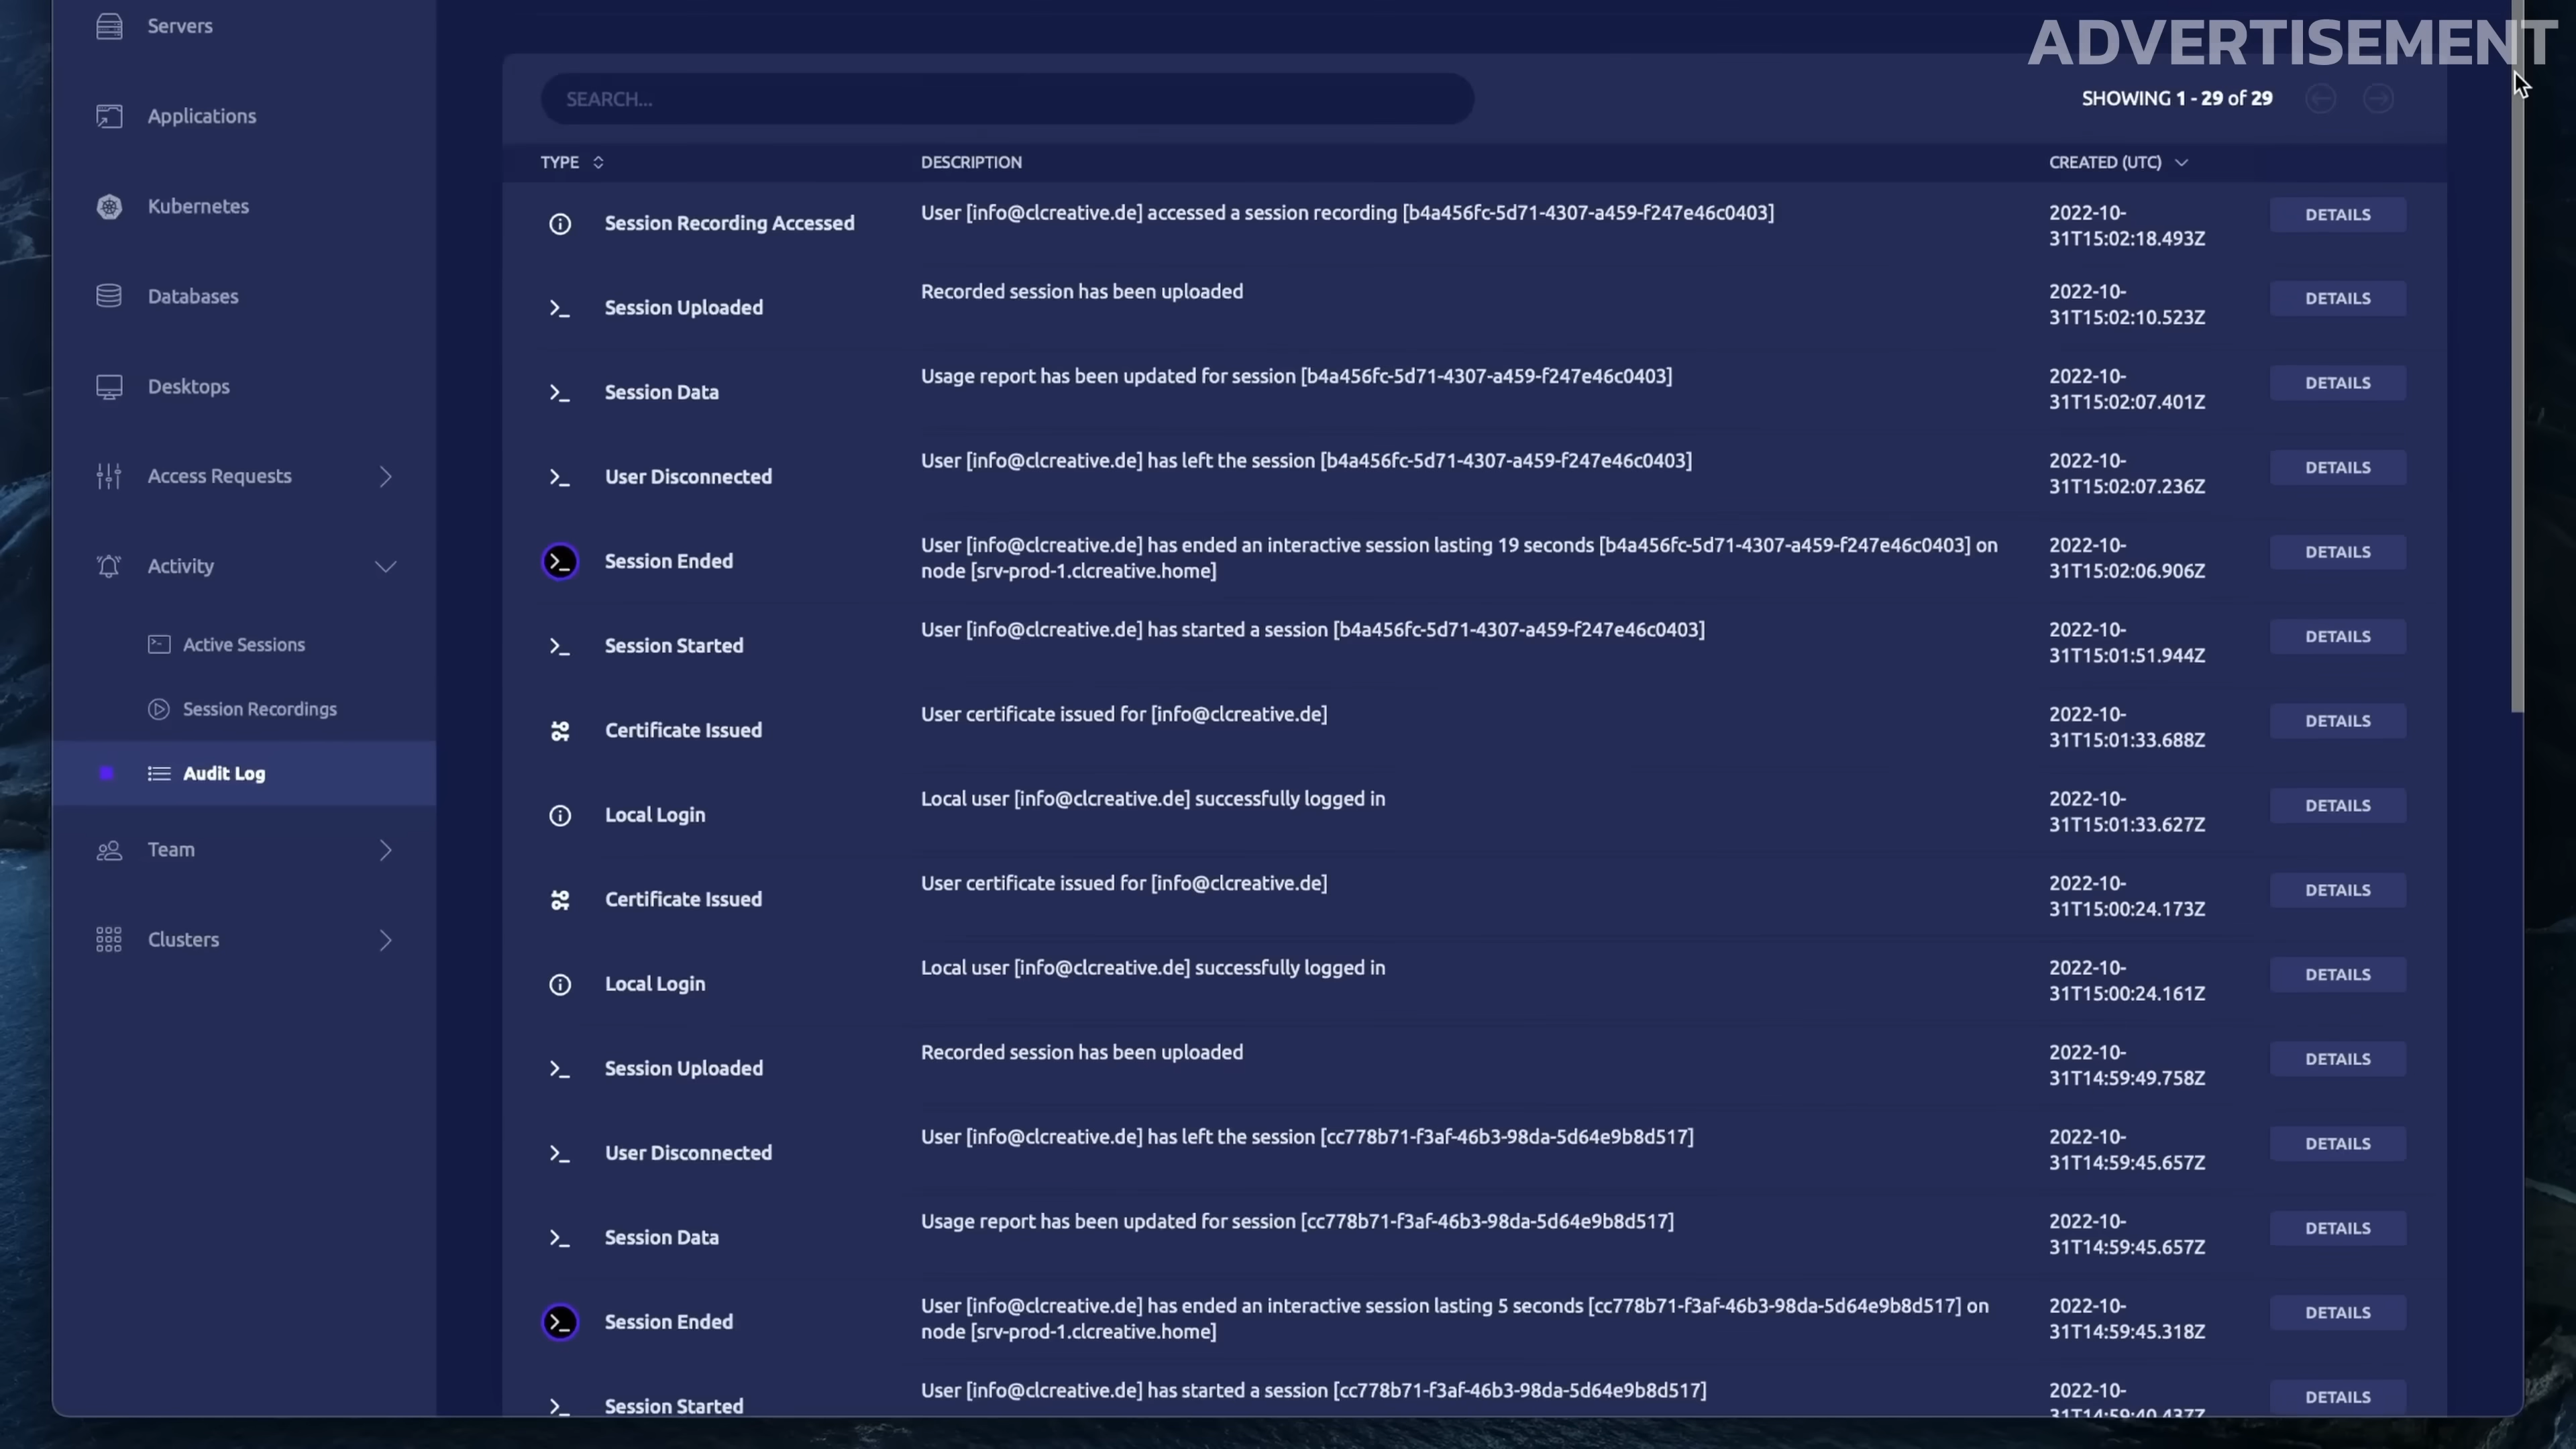 ADVERTISEMENT
Servers
Applications
Kubernetes
Databases
Desktops
Access Requests
Activity
Active Sessions
Session Recordings
Audit Log
Team
Clusters
SEARCH...
SHOWING 1 - 29 of 29
TYPE DESCRIPTION CREATED (UTC)
Session Recording Accessed User [info@clcreative.de] accessed a session recording [b4a456fc-5d71-4307-a459-f247e46c0403] 2022-10-
31T15:02:18.493Z DETAILS
Session Uploaded Recorded session has been uploaded 2022-10-
31T15:02:10.523Z DETAILS
Session Data Usage report has been updated for session [b4a456fc-5d71-4307-a459-f247e46c0403] 2022-10-
31T15:02:07.401Z DETAILS
User Disconnected User [info@clcreative.de] has left the session [b4a456fc-5d71-4307-a459-f247e46c0403] 2022-10-
31T15:02:07.236Z DETAILS
Session Ended User [info@clcreative.de] has ended an interactive session lasting 19 seconds [b4a456fc-5d71-4307-a459-f247e46c0403] on 2022-10-
node [srv-prod-1.clcreative.home] 31T15:02:06.906Z DETAILS
Session Started User [info@clcreative.de] has started a session [b4a456fc-5d71-4307-a459-f247e46c0403] 2022-10-
31T15:01:51.944Z DETAILS
Certificate Issued User certificate issued for [info@clcreative.de] 2022-10-
31T15:01:33.688Z DETAILS
Local Login Local user [info@clcreative.de] successfully logged in 2022-10-
31T15:01:33.627Z DETAILS
Certificate Issued User certificate issued for [info@clcreative.de] 2022-10-
31T15:00:24.173Z DETAILS
Local Login Local user [info@clcreative.de] successfully logged in 2022-10-
31T15:00:24.161Z DETAILS
Session Uploaded Recorded session has been uploaded 2022-10-
31T14:59:49.758Z DETAILS
User Disconnected User [info@clcreative.de] has left the session [cc778b71-f3af-46b3-98da-5d64e9b8d517] 2022-10-
31T14:59:45.657Z DETAILS
Session Data Usage report has been updated for session [cc778b71-f3af-46b3-98da-5d64e9b8d517] 2022-10-
31T14:59:45.657Z DETAILS
Session Ended User [info@clcreative.de] has ended an interactive session lasting 5 seconds [cc778b71-f3af-46b3-98da-5d64e9b8d517] on 2022-10-
node [srv-prod-1.clcreative.home] 31T14:59:45.318Z DETAILS
Session Started User [info@clcreative.de] has started a session [cc778b71-f3af-46b3-98da-5d64e9b8d517] 2022-10-
31T14:59:40.437Z DETAILS